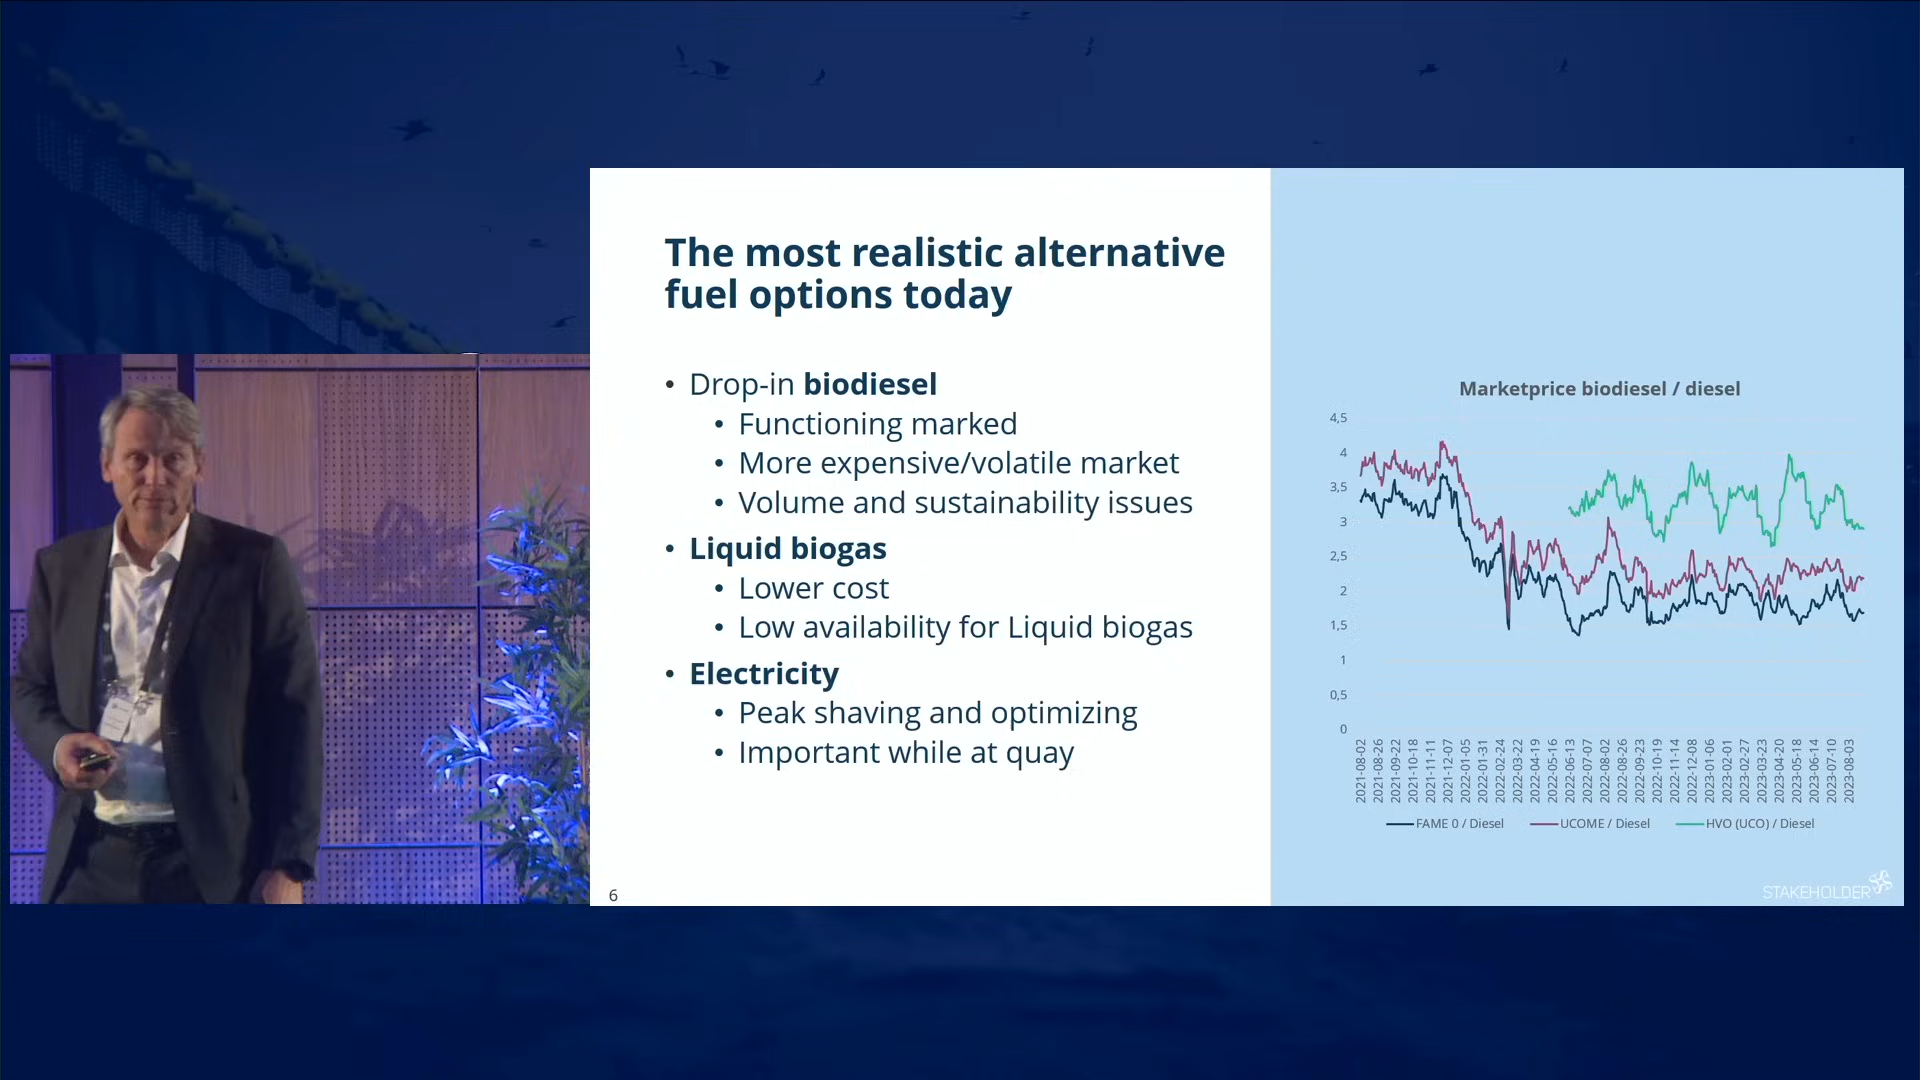 The most realistic alternative
fuel options today
• Drop-in biodiesel
• Functioning marked
• More expensive/volatile market
• Volume and sustainability issues
• Liquid biogas
• Lower cost
• Low availability for Liquid biogas
• Electricity
• Peak shaving and optimizing
• Important while at quay
6
Marketprice biodiesel / diesel
4,5
4
3,5
3
2,5
2
1,5
1
0,5
0
2021-08-02
2021-08-26
2021-09-22
2021-10-18
2021-11-11
2021-12-07
2022-01-05
2022-01-31
2022-02-24
2022-03-22
2022-04-19
2022-05-16
2022-06-13
2022-07-07
2022-08-02
2022-08-26
2022-09-23
2022-10-19
2022-11-14
2022-12-08
2023-01-06
2023-02-01
2023-02-27
2023-03-23
2023-04-20
2023-05-18
2023-06-14
2023-07-10
2023-08-03
FAME 0 / Diesel
UCOME / Diesel
HVO (UCO) / Diesel
STAKEHOLDER